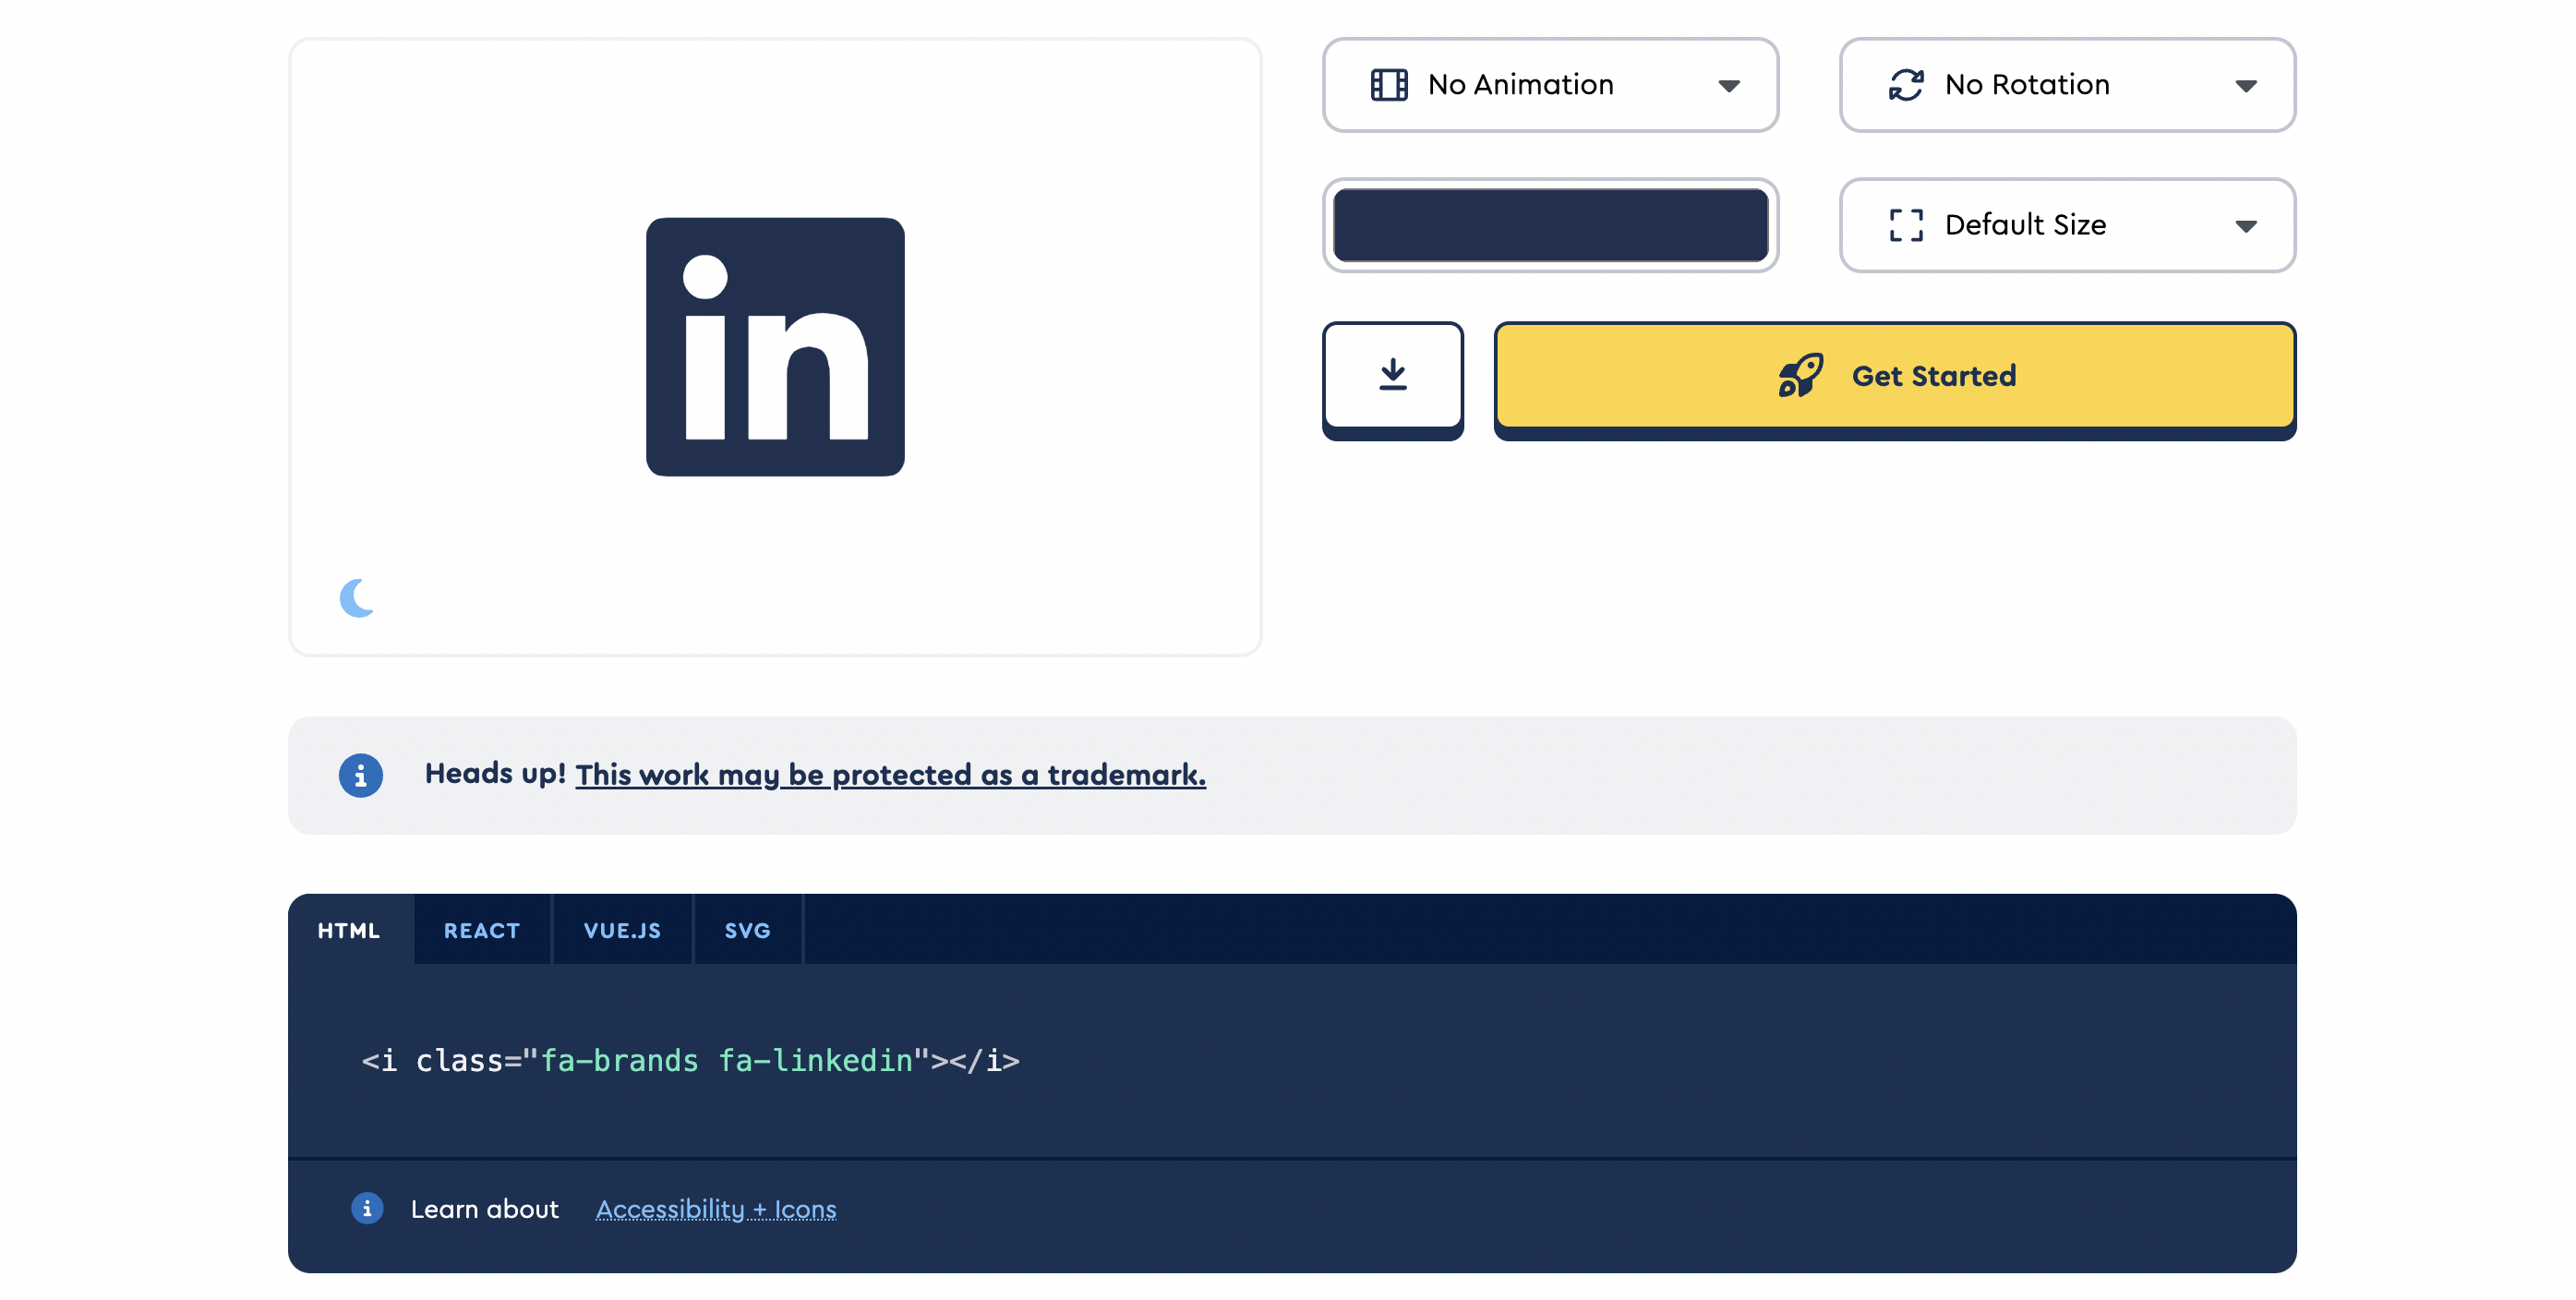 No Animation
No Rotation
Default Size
in
Get Started
Heads up! This work may be protected as a trademark.
HTML REACT VUE.JS SVG
<i class="fa-brands fa-linkedin"></i>
Learn about Accessibility + Icons